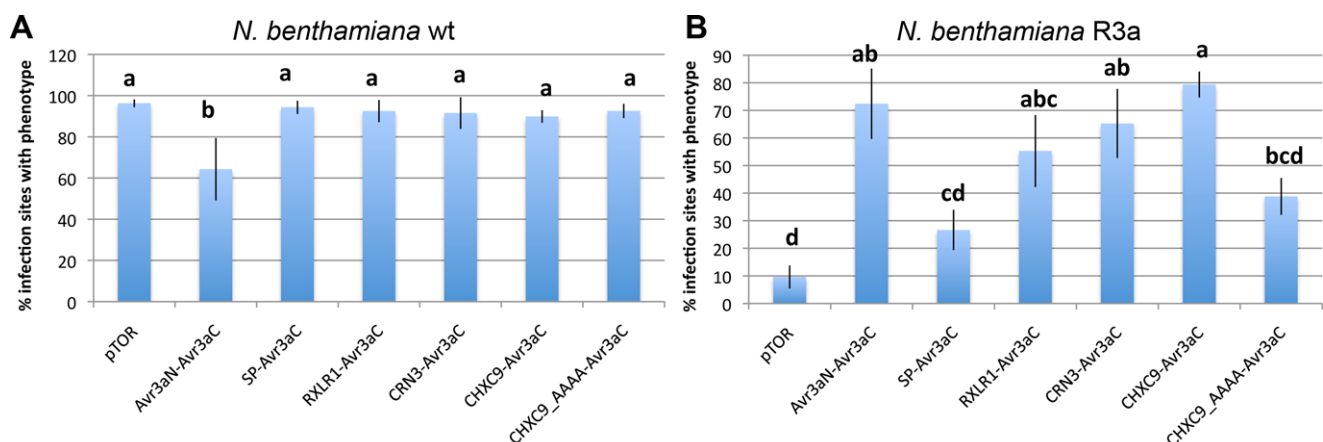 A
N. benthamiana wt
% infection sites with phenotype
120
100
80
60
40
20
0
a
b
a
a
a
a
a
pTOR
Avr3aN-Avr3aC
SP-Avr3aC
RXLR1-Avr3aC
CRN3-Avr3aC
CHXC9-Avr3aC
CHXC9_AAAA-Avr3aC
B
N. benthamiana R3a
% infection sites with phenotype
90
80
70
60
50
40
30
20
10
0
d
ab
cd
abc
ab
a
bcd
pTOR
Avr3aN-Avr3aC
SP-Avr3aC
RXLR1-Avr3aC
CRN3-Avr3aC
CHXC9-Avr3aC
CHXC9_AAAA-Avr3aC